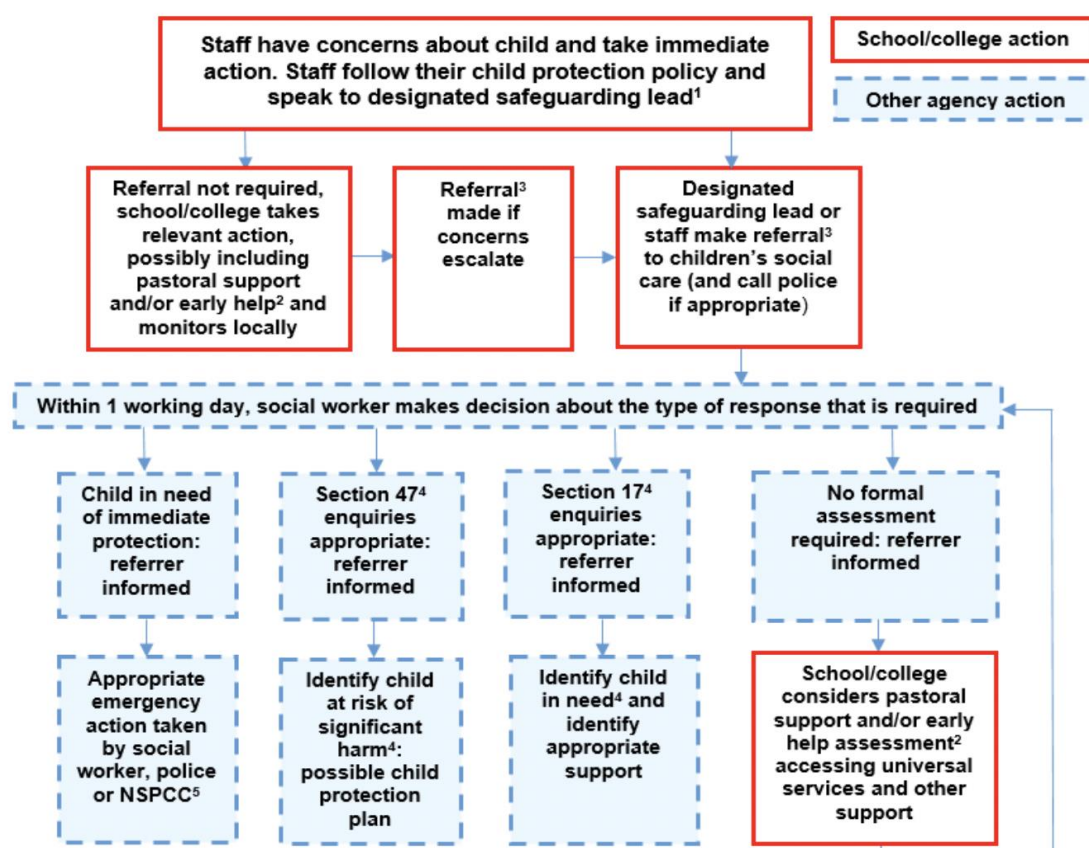 Staff have concerns about child and take immediate
action. Staff follow their child protection policy and
speak to designated safeguarding lead¹
School/college action
Other agency action
Referral not required,
school/college takes
relevant action,
possibly including
pastoral support
and/or early help² and
monitors locally
Referral³
made if
concerns
escalate
Designated
safeguarding lead or
staff make referral³
to children’s social
care (and call police
if appropriate)
Within 1 working day, social worker makes decision about the type of response that is required
Child in need
of immediate
protection:
referrer
informed
Section 47⁴
enquiries
appropriate:
referrer
informed
Section 17⁴
enquiries
appropriate:
referrer
informed
No formal
assessment
required: referrer
informed
Appropriate
emergency
action taken
by social
worker, police
or NSPCC⁵
Identify child
at risk of
significant
harm⁴:
possible child
protection
plan
Identify child
in need⁴ and
identify
appropriate
support
School/college
considers pastoral
support and/or early
help assessment²
accessing universal
services and other
support